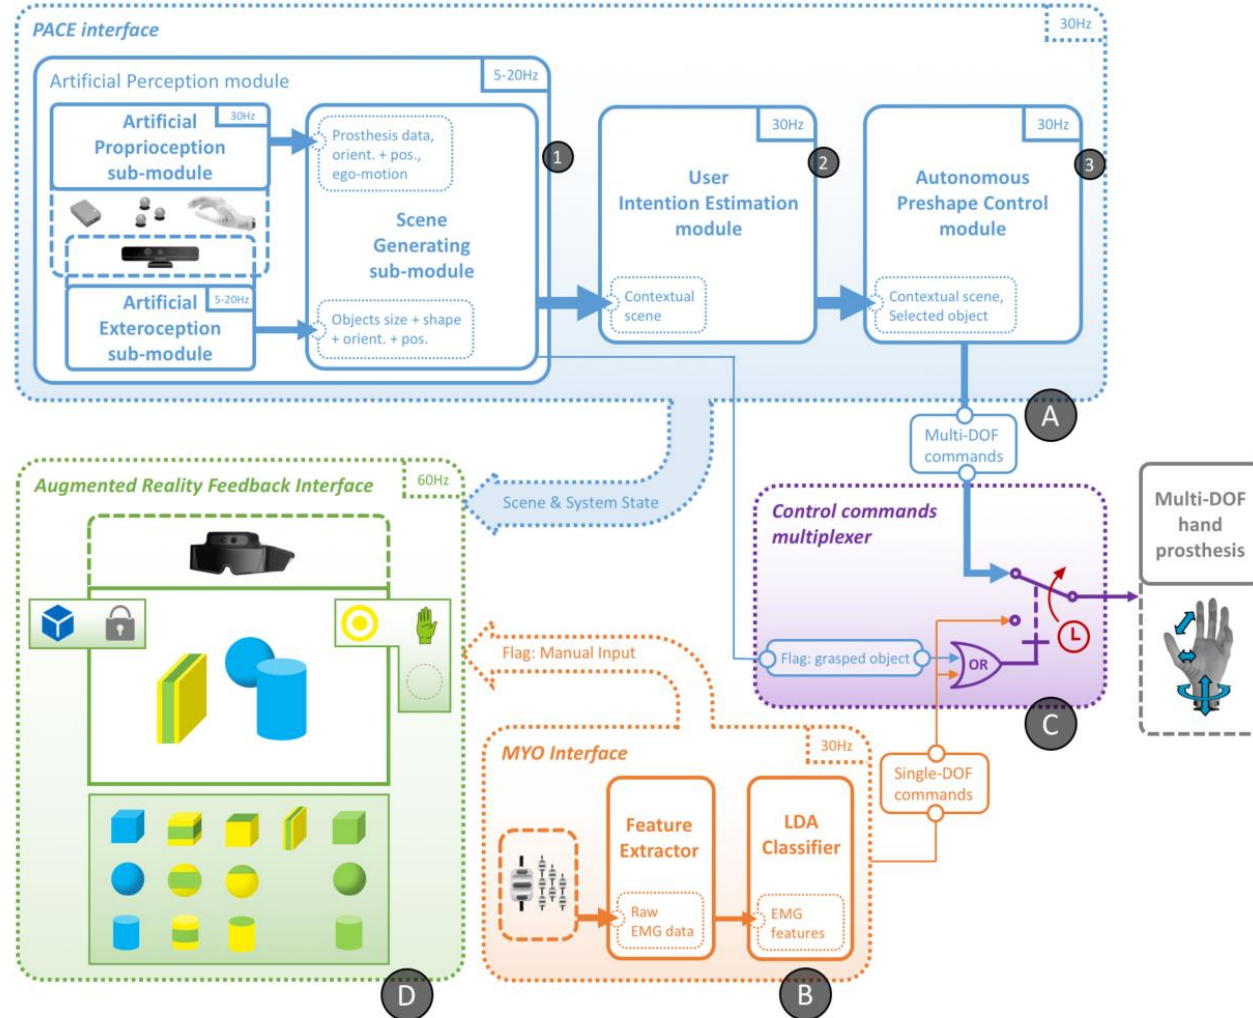 PACE interface
30Hz
Artificial Perception module
5-20Hz
Artificial
Proprioception
sub-module
30Hz
Prosthesis data,
orient. + pos.,
ego-motion
Scene
Generating
sub-module
Artificial
Exteroception
sub-module
5-20Hz
Objects size + shape
+ orient. + pos.
1
User
Intention Estimation
module
30Hz
Contextual
scene
2
Autonomous
Preshape Control
module
30Hz
Contextual scene,
Selected object
3
A
Multi-DOF
commands
Scene & System State
Augmented Reality Feedback Interface
60Hz
D
Flag: Manual Input
Control commands
multiplexer
Flag: grasped object
OR
C
Multi-DOF
hand
prosthesis
MYO Interface
30Hz
Feature
Extractor
Raw
EMG data
LDA
Classifier
EMG
features
B
Single-DOF
commands